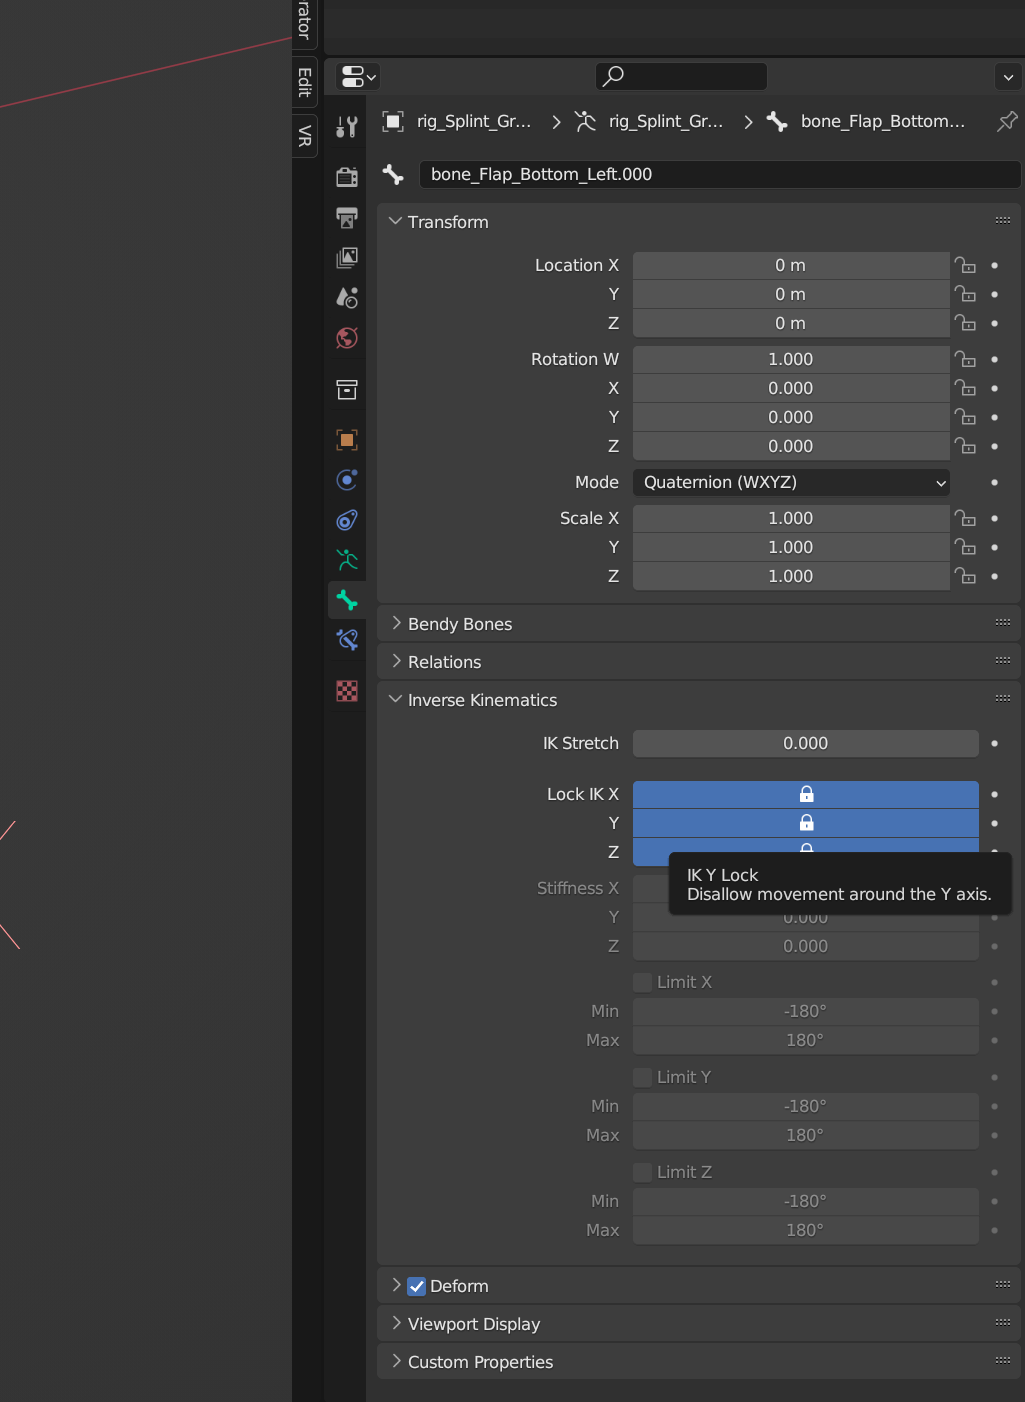 rator
Edit
VR
rig_Splint_Gr... rig_Splint_Gr... bone_Flap_Bottom...
bone_Flap_Bottom_Left.000
Transform
Location X 0 m
Y 0 m
Z 0 m
Rotation W 1.000
X 0.000
Y 0.000
Z 0.000
Mode Quaternion (WXYZ)
Scale X 1.000
Y 1.000
Z 1.000
Bendy Bones
Relations
Inverse Kinematics
IK Stretch 0.000
Lock IK X
Y
Z
IK Y Lock
Disallow movement around the Y axis.
Stiffness X
Y 0.000
Z 0.000
Limit X
Min -180°
Max 180°
Limit Y
Min -180°
Max 180°
Limit Z
Min -180°
Max 180°
Deform
Viewport Display
Custom Properties